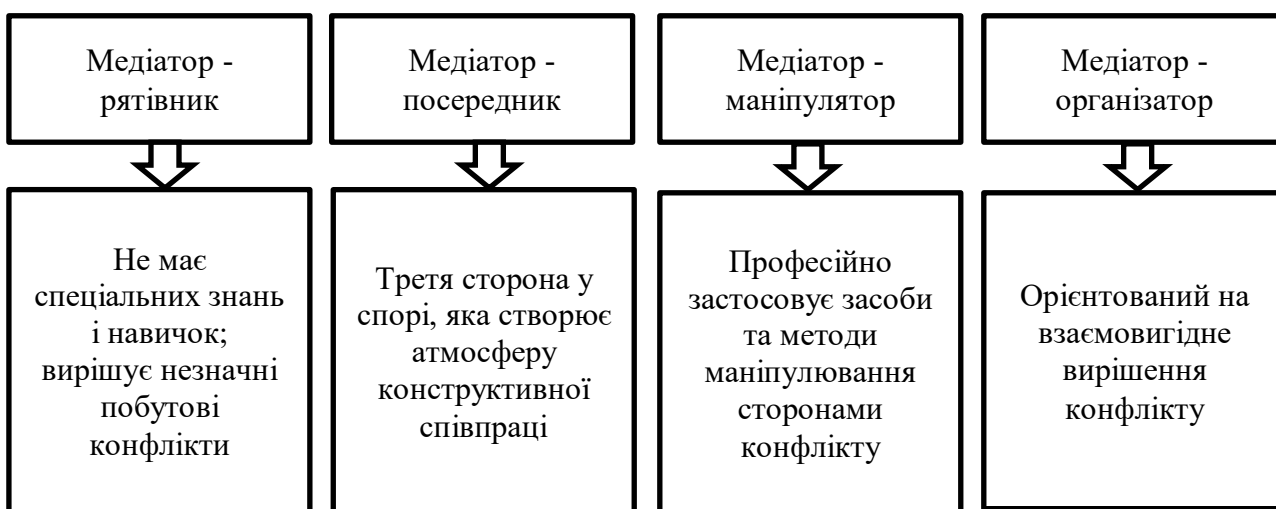 Медіатор -
рятівник
Медіатор -
посередник
Медіатор -
маніпулятор
Медіатор -
організатор
Не має
спеціальних знань
і навичок;
вирішує незначні
побутові
конфлікти
Третя сторона у
спорі, яка створює
атмосферу
конструктивної
співпраці
Професійно
застосовує засоби
та методи
маніпулювання
сторонами
конфлікту
Орієнтований на
взаємовигідне
вирішення
конфлікту